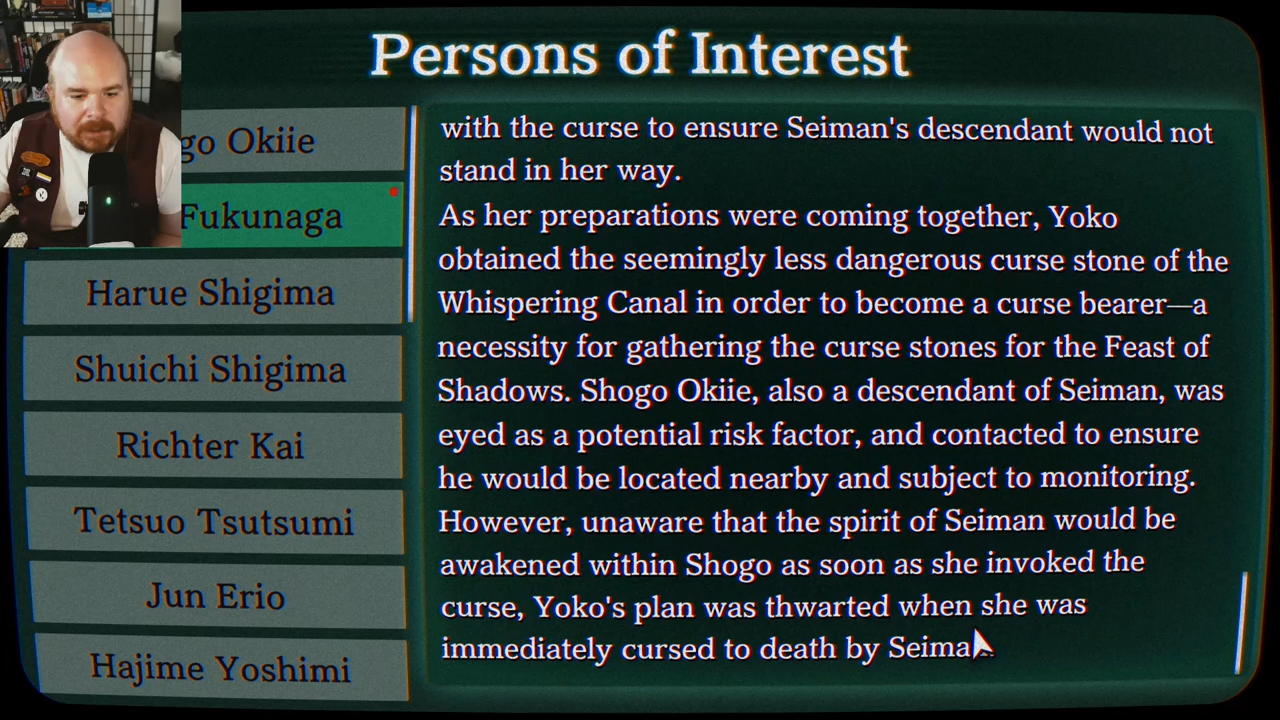 Persons of Interest
go Okiie
Fukunaga
Harue Shigima
Shuichi Shigima
Richter Kai
Tetsuo Tsutsumi
Jun Erio
Hajime Yoshimi
with the curse to ensure Seiman's descendant would not
stand in her way.
As her preparations were coming together, Yoko
obtained the seemingly less dangerous curse stone of the
Whispering Canal in order to become a curse bearer—a
necessity for gathering the curse stones for the Feast of
Shadows. Shogo Okiie, also a descendant of Seiman, was
eyed as a potential risk factor, and contacted to ensure
he would be located nearby and subject to monitoring.
However, unaware that the spirit of Seiman would be
awakened within Shogo as soon as she invoked the
curse, Yoko's plan was thwarted when she was
immediately cursed to death by Seima